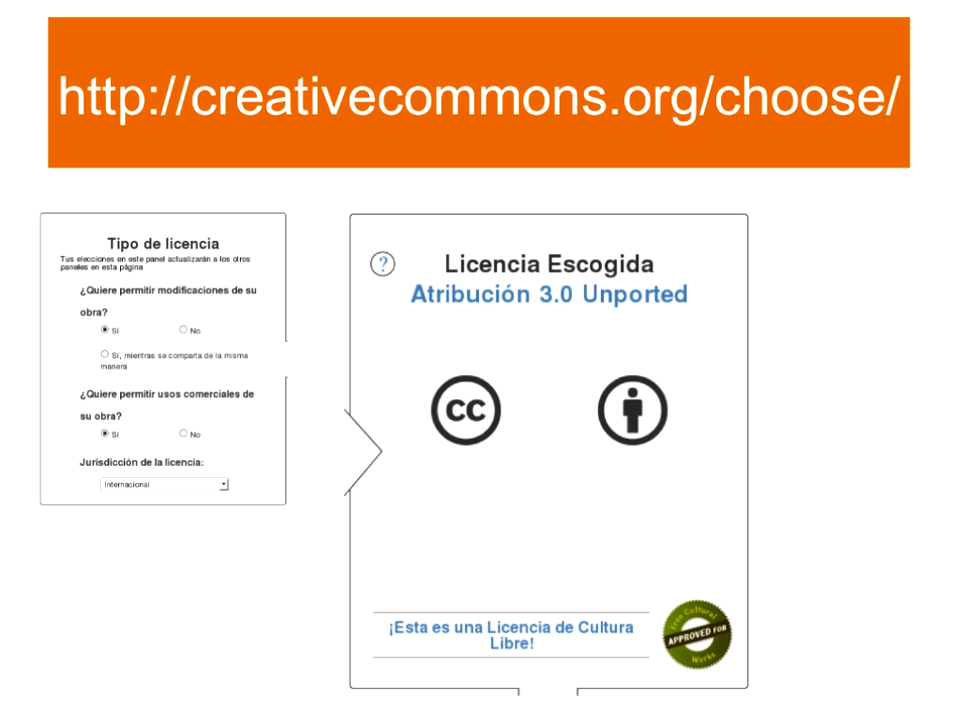 http://creativecommons.org/choose/
Tipo de licencia
Tus elecciones en este panel actualizarán a los otros
paneles en esta página
¿Quiere permitir modificaciones de su
obra?
Sí No
Sí, mientras se comparta de la misma
manera
¿Quiere permitir usos comerciales de
su obra?
Sí No
Jurisdicción de la licencia:
Internacional
?
Licencia Escogida
Atribución 3.0 Unported
cc
¡Esta es una Licencia de Cultura
Libre!
Free Cultural
APPROVED FOR
Works